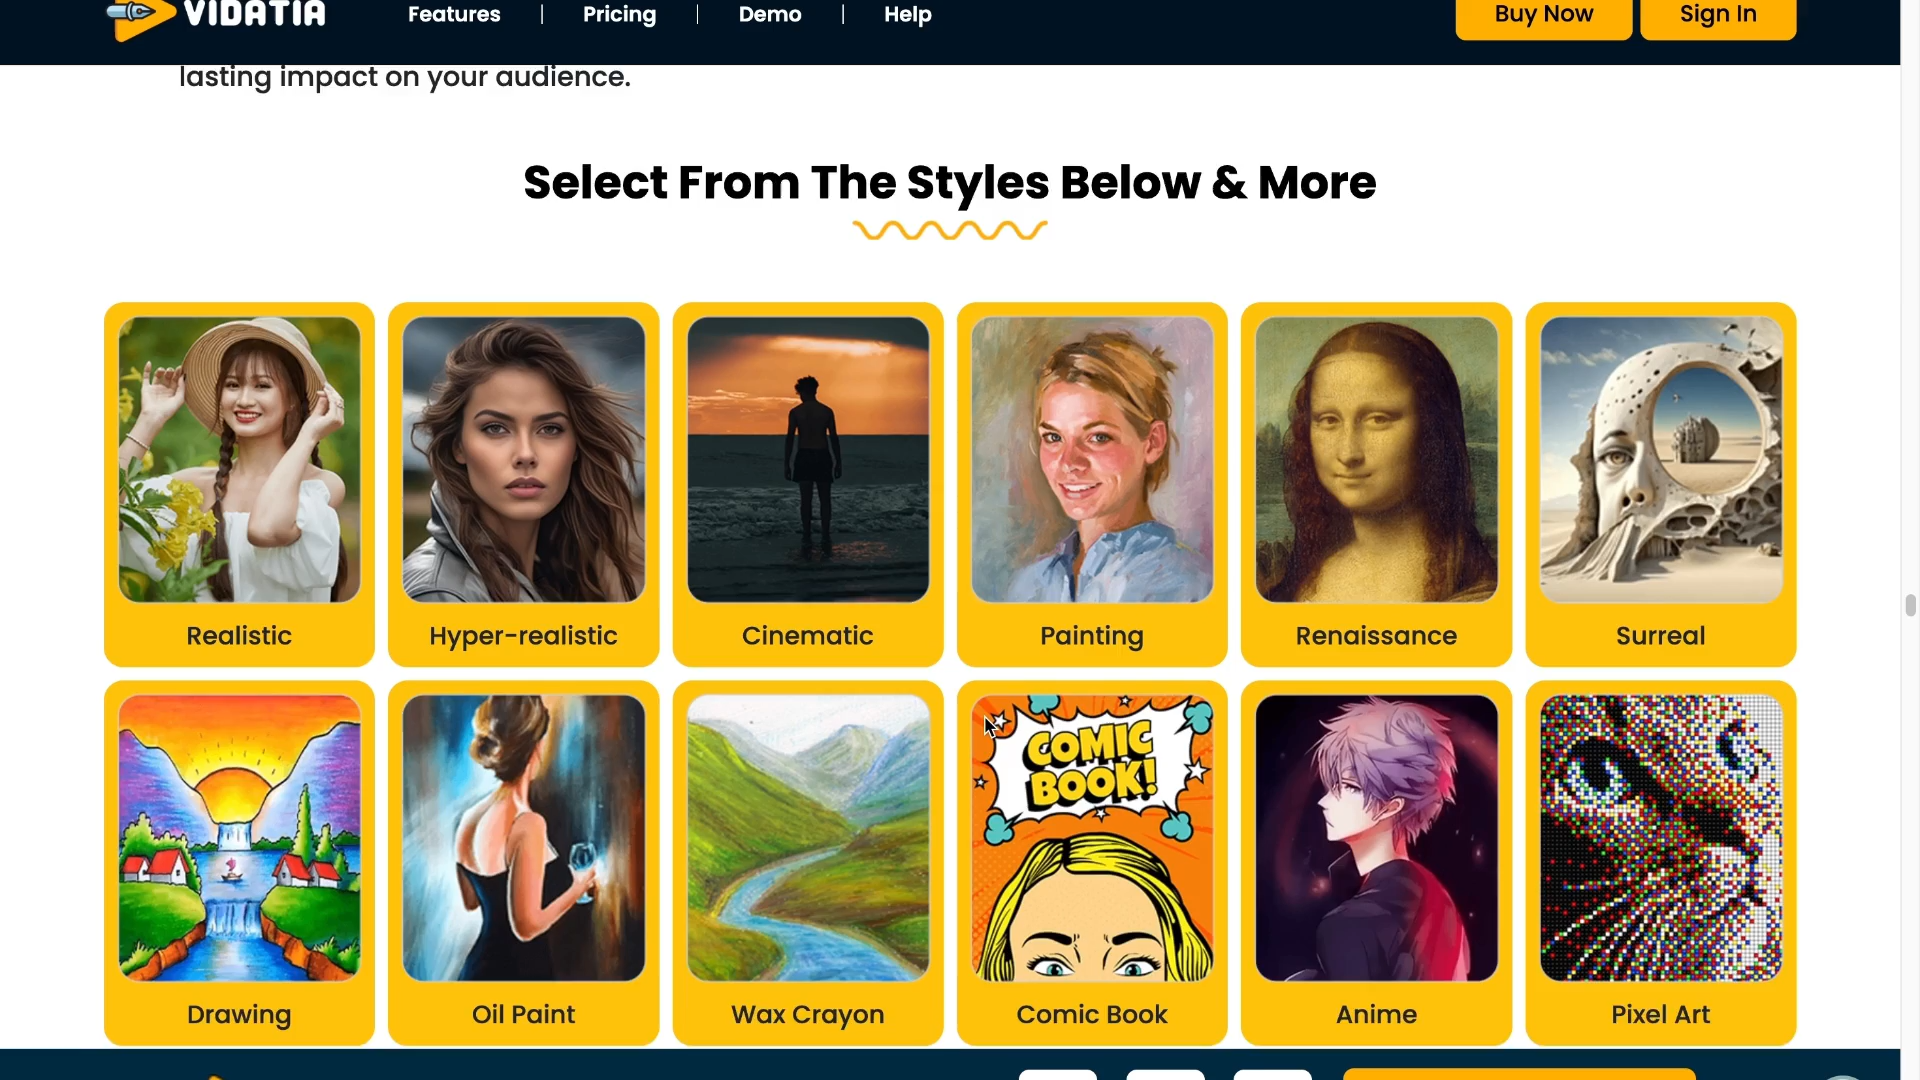 VIDATIA
Features | Pricing | Demo | Help
Buy Now
Sign In
lasting impact on your audience.
Select From The Styles Below & More
Realistic
Hyper-realistic
Cinematic
Painting
Renaissance
Surreal
COMIC
BOOK!
Drawing
Oil Paint
Wax Crayon
Comic Book
Anime
Pixel Art